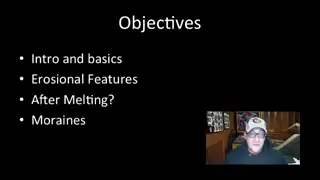 Objectives
• Intro and basics
• Erosional Features
• After Melting?
• Moraines